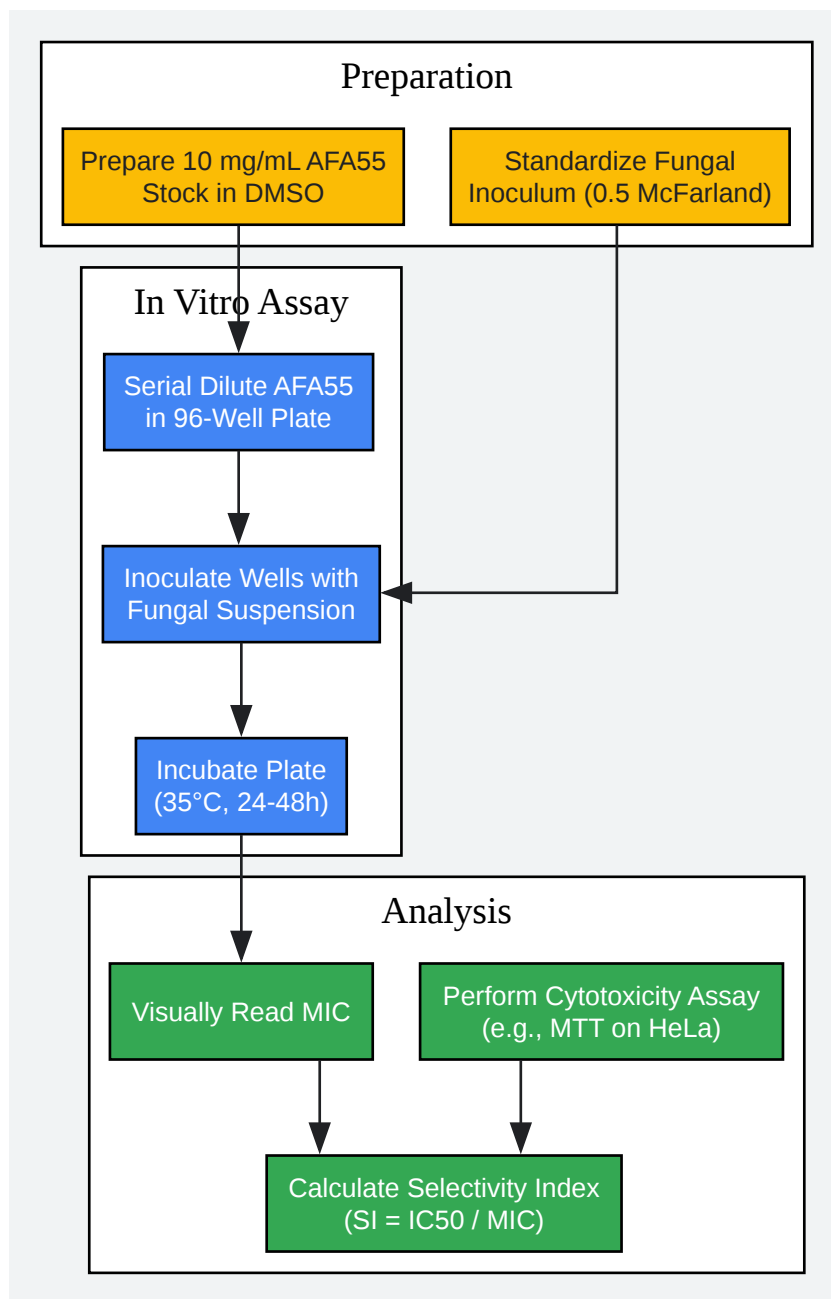 Preparation
Prepare 10 mg/mL AFA55
Stock in DMSO
Standardize Fungal
Inoculum (0.5 McFarland)
In Vitro Assay
Serial Dilute AFA55
in 96-Well Plate
Inoculate Wells with
Fungal Suspension
Incubate Plate
(35°C, 24-48h)
Analysis
Visually Read MIC
Perform Cytotoxicity Assay
(e.g., MTT on HeLa)
Calculate Selectivity Index
(SI = IC50 / MIC)